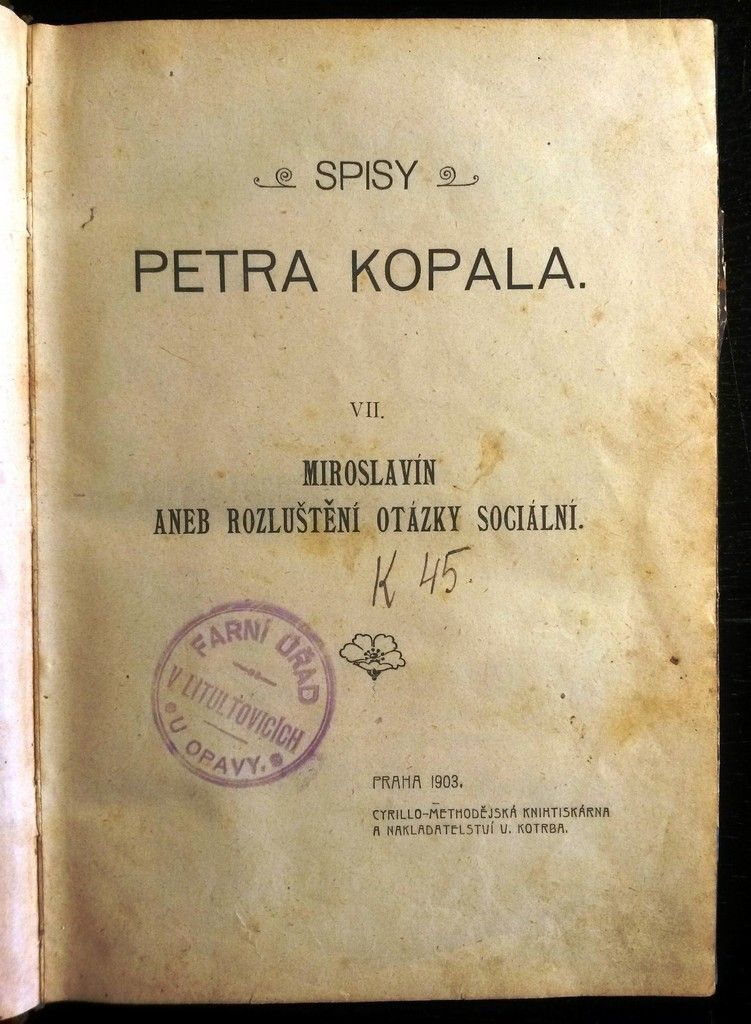 SPISY
PETRA KOPALA.
VII.
MIROSLAVÍN
ANEB ROZLUŠTĚNÍ OTÁZKY SOCIÁLNÍ.
K 45.
FARNÍ ÚŘAD
V LITULTOVICÍCH
U OPAVY.
PRAHA 1903.
CYRILLO-METHODĚJSKÁ KNIHTISKÁRNA
A NAKLADATELSTVÍ V. KOTRBA.